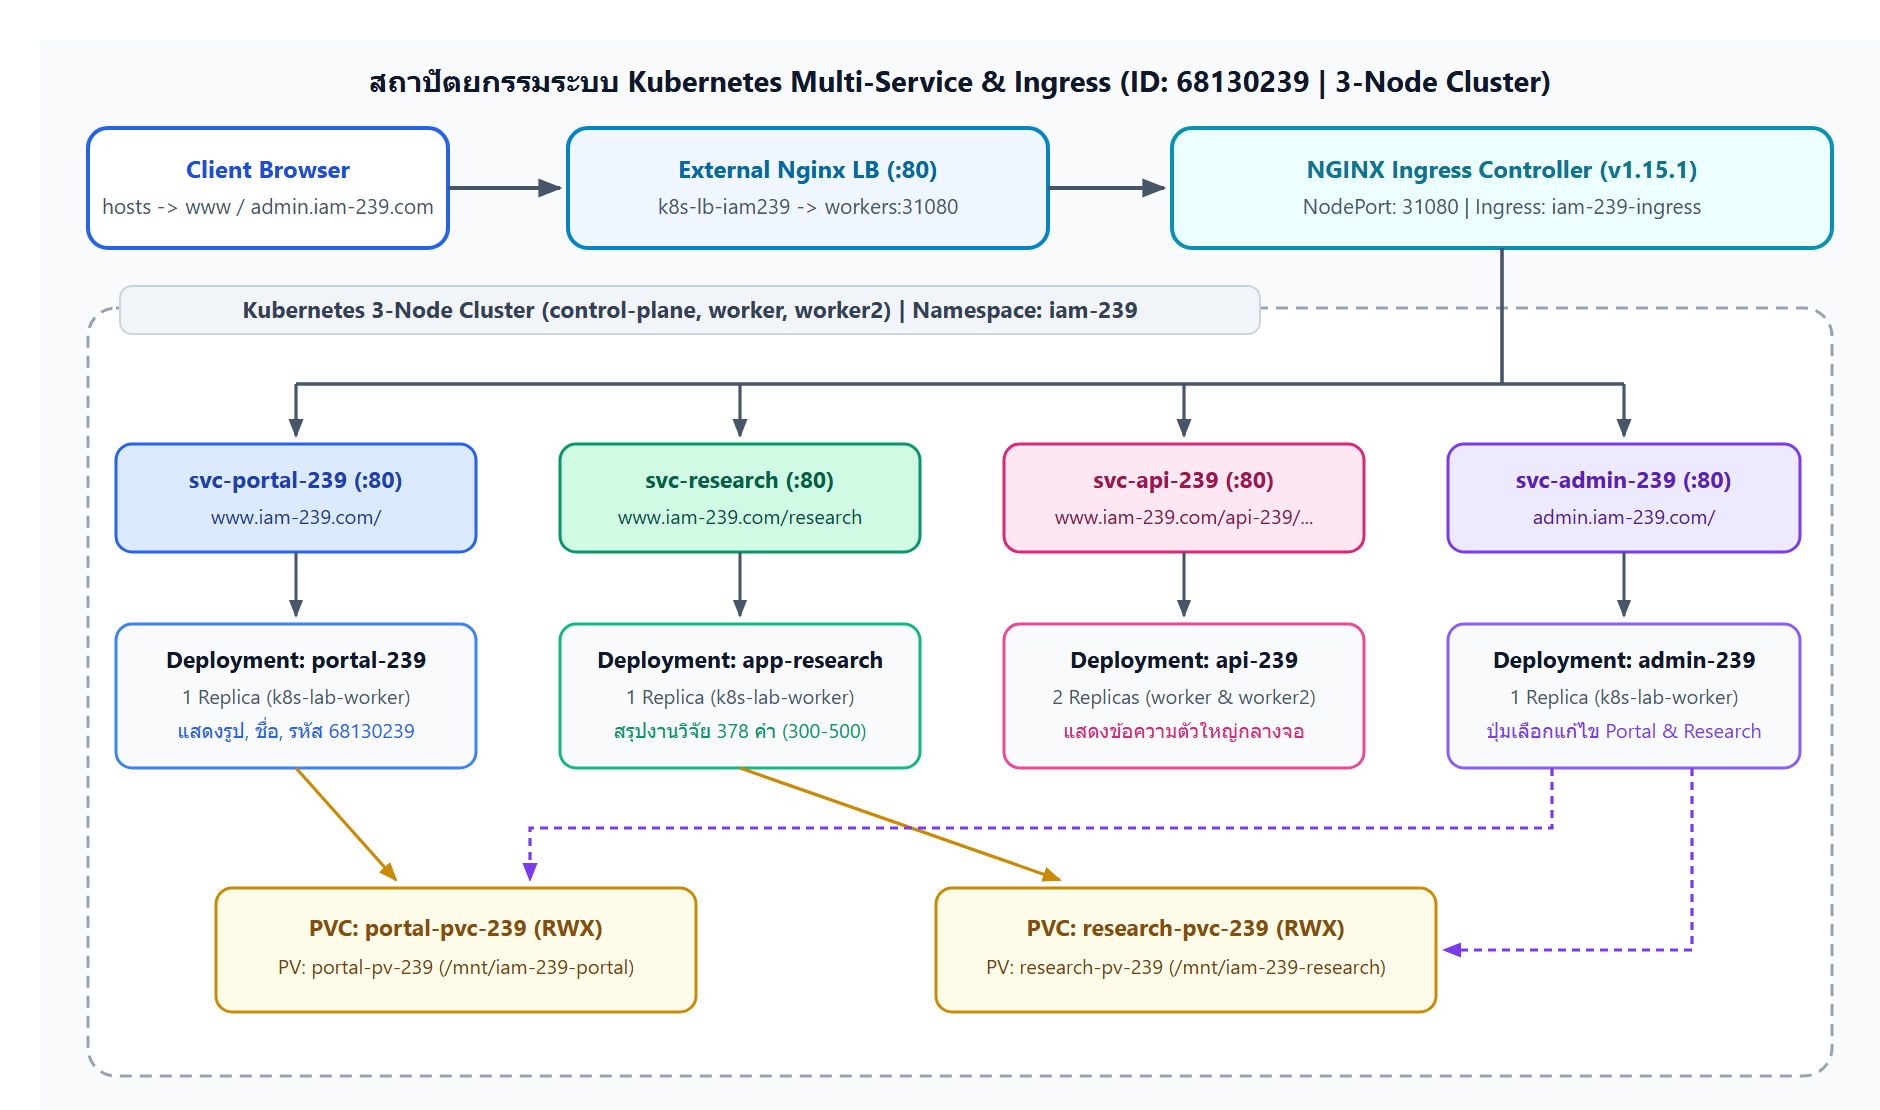 สถาปัตยกรรมระบบ Kubernetes Multi-Service & Ingress (ID: 68130239 | 3-Node Cluster)
Client Browser
hosts -> www / admin.iam-239.com
External Nginx LB (:80)
k8s-lb-iam239 -> workers:31080
NGINX Ingress Controller (v1.15.1)
NodePort: 31080 | Ingress: iam-239-ingress
Kubernetes 3-Node Cluster (control-plane, worker, worker2) | Namespace: iam-239
svc-portal-239 (:80)
www.iam-239.com/
svc-research (:80)
www.iam-239.com/research
svc-api-239 (:80)
www.iam-239.com/api-239/...
svc-admin-239 (:80)
admin.iam-239.com/
Deployment: portal-239
1 Replica (k8s-lab-worker)
แสดงรูป, ชื่อ, รหัส 68130239
Deployment: app-research
1 Replica (k8s-lab-worker)
สรุปงานวิจัย 378 คำ (300-500)
Deployment: api-239
2 Replicas (worker & worker2)
แสดงข้อความตัวใหญ่กลางจอ
Deployment: admin-239
1 Replica (k8s-lab-worker)
ปุ่มเลือกแก้ไข Portal & Research
PVC: portal-pvc-239 (RWX)
PV: portal-pv-239 (/mnt/iam-239-portal)
PVC: research-pvc-239 (RWX)
PV: research-pv-239 (/mnt/iam-239-research)